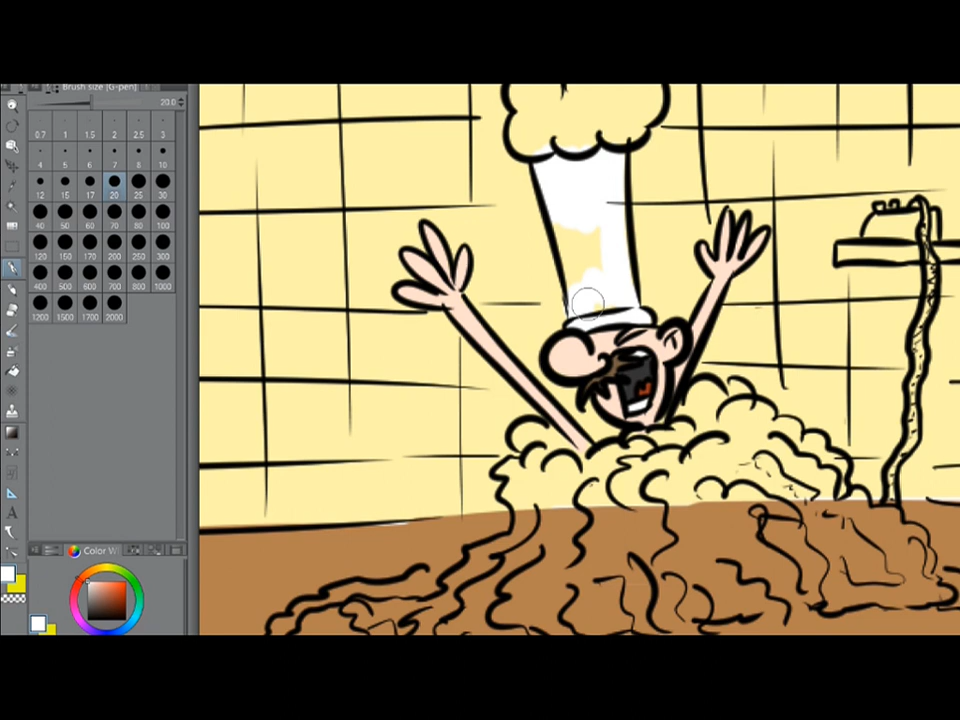 Brush size [G-pen]
20.0
0.7 1 1.5 2 2.5 3
4 5 6 7 8 10
12 15 17 20 25 30
40 50 60 70 80 100
120 150 170 200 250 300
400 500 600 700 800 1000
1200 1500 1700 2000
Color W